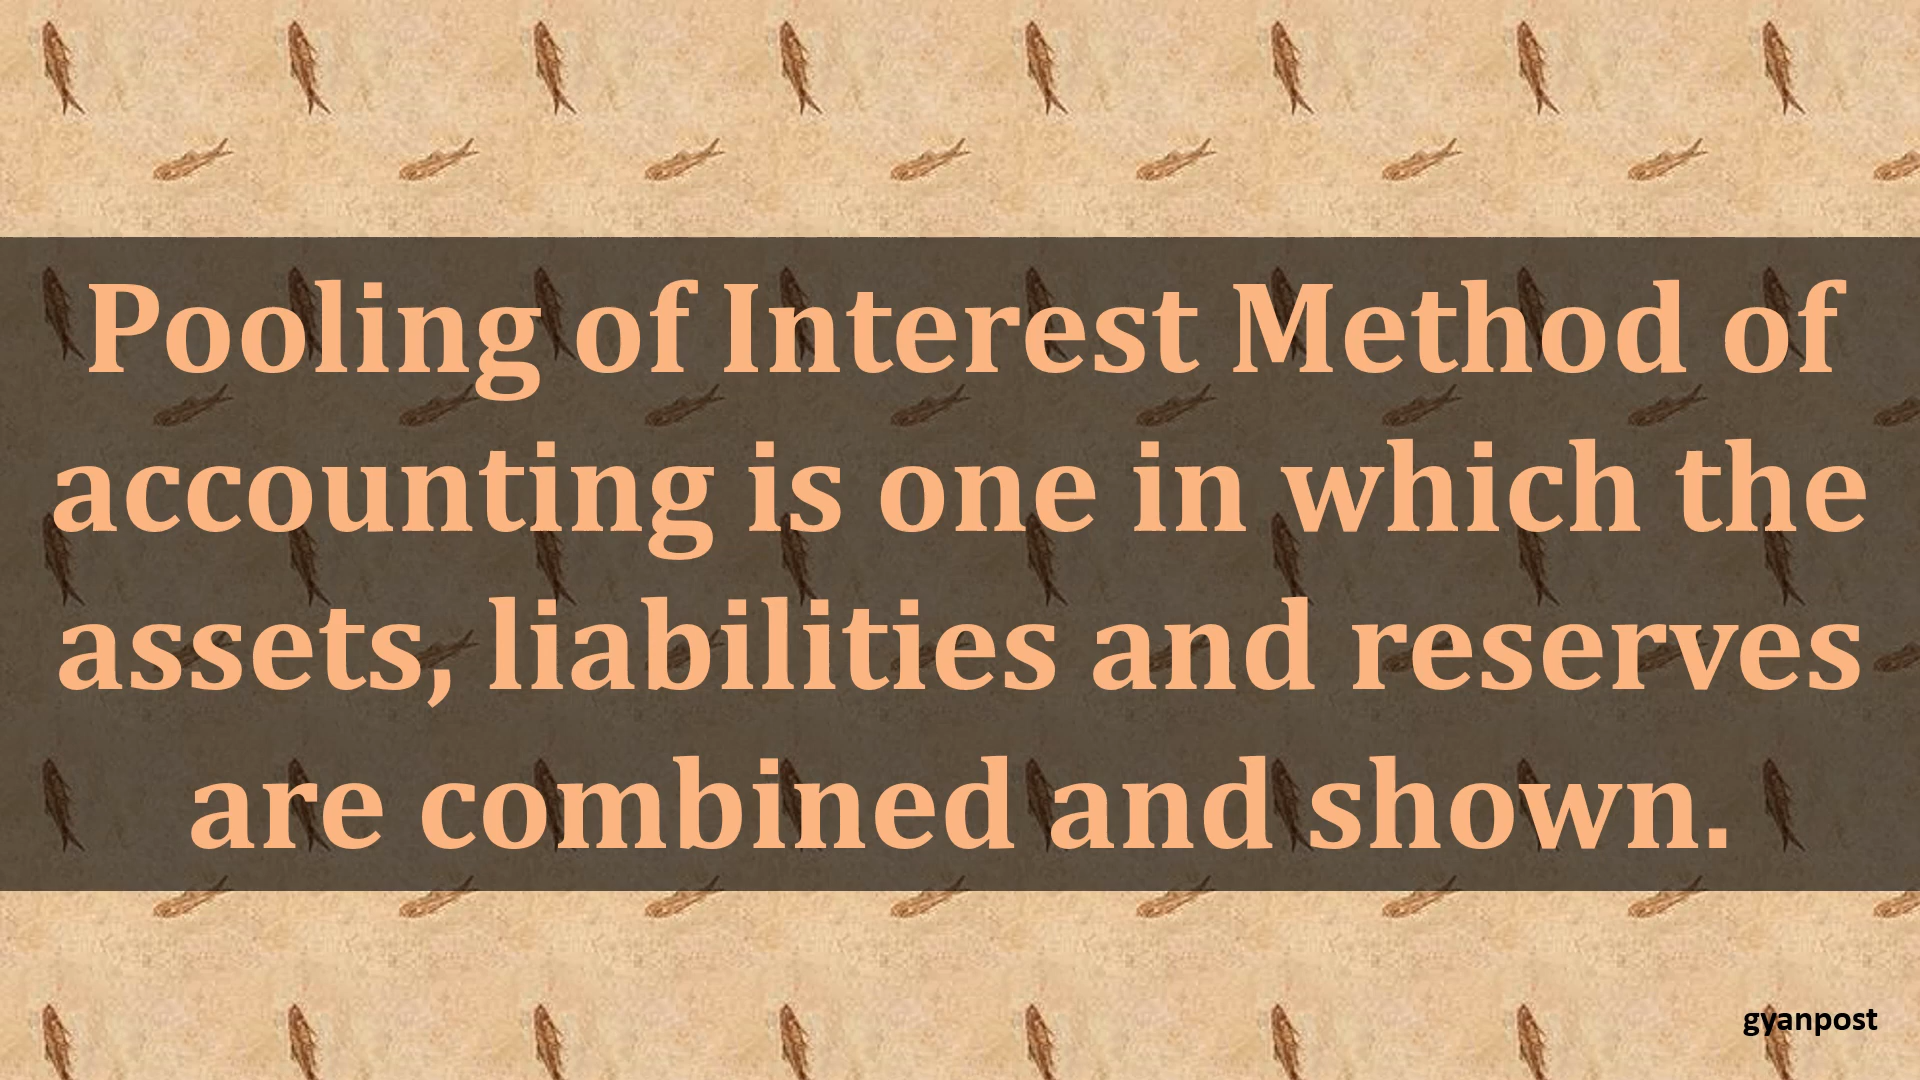 Pooling of Interest Method of
accounting is one in which the
assets, liabilities and reserves
are combined and shown.
gyanpost